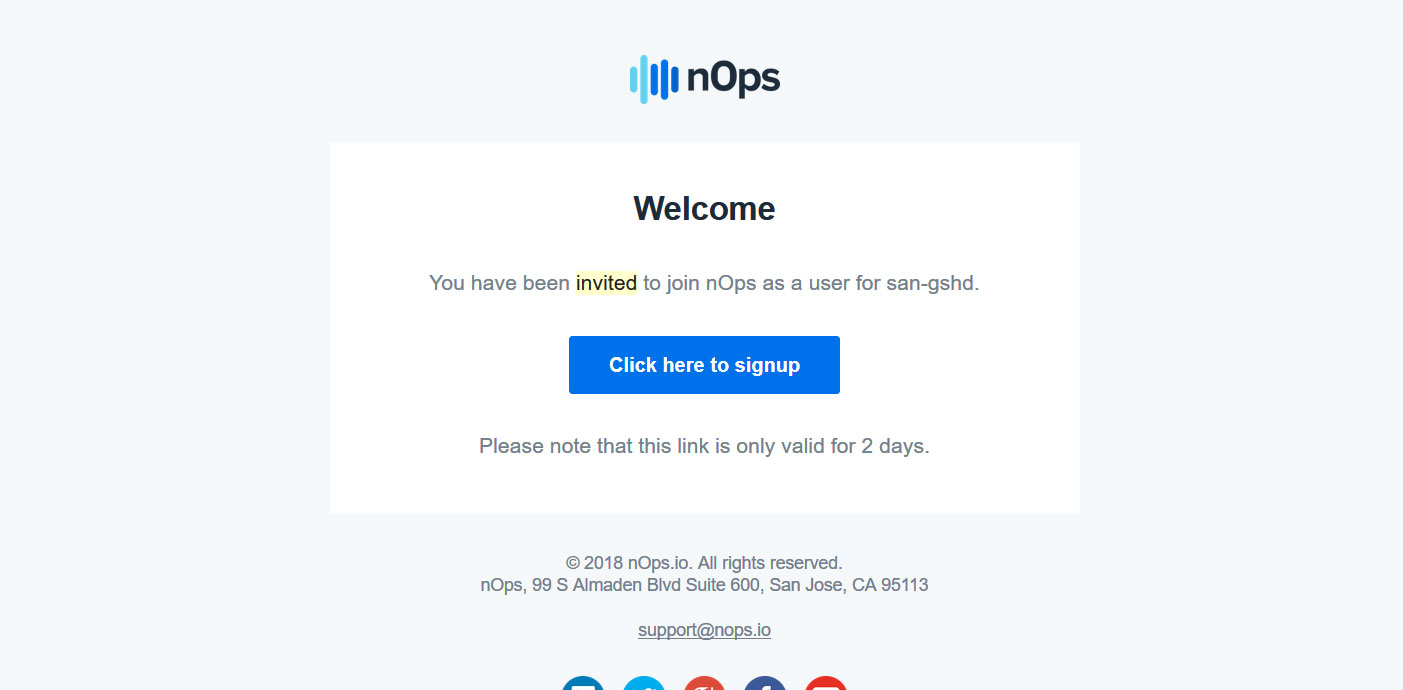 nOps
Welcome
You have been invited to join nOps as a user for san-gshd.
Click here to signup
Please note that this link is only valid for 2 days.
© 2018 nOps.io. All rights reserved.
nOps, 99 S Almaden Blvd Suite 600, San Jose, CA 95113
support@nops.io